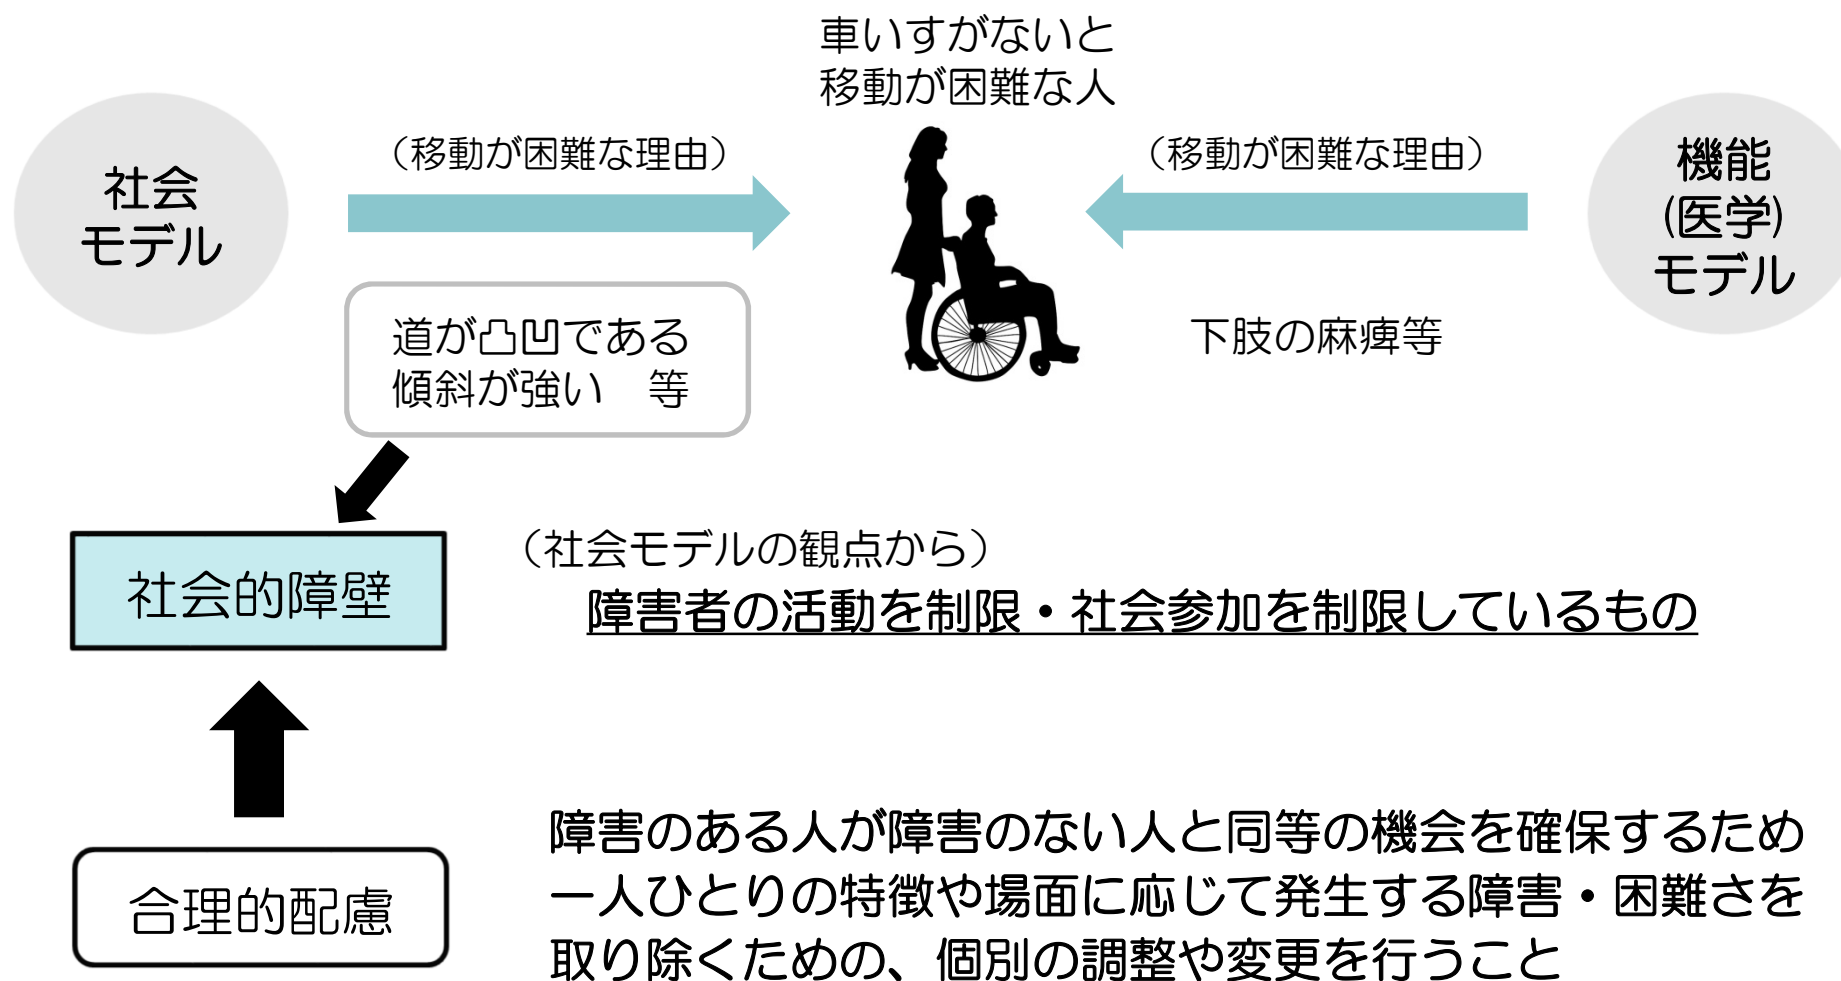 車いすがないと
移動が困難な人
社会
モデル
（移動が困難な理由）
（移動が困難な理由）
機能
(医学)
モデル
道が凸凹である
傾斜が強い　等
下肢の麻痺等
社会的障壁
（社会モデルの観点から）
障害者の活動を制限・社会参加を制限しているもの
合理的配慮
障害のある人が障害のない人と同等の機会を確保するため
一人ひとりの特徴や場面に応じて発生する障害・困難さを
取り除くための、個別の調整や変更を行うこと